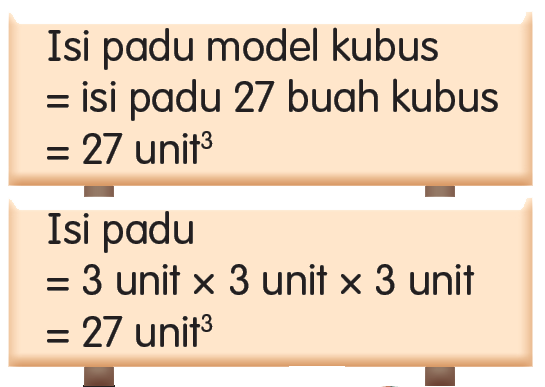 Isi padu model kubus
= isi padu 27 buah kubus
= 27 unit³
Isi padu
= 3 unit × 3 unit × 3 unit
= 27 unit³